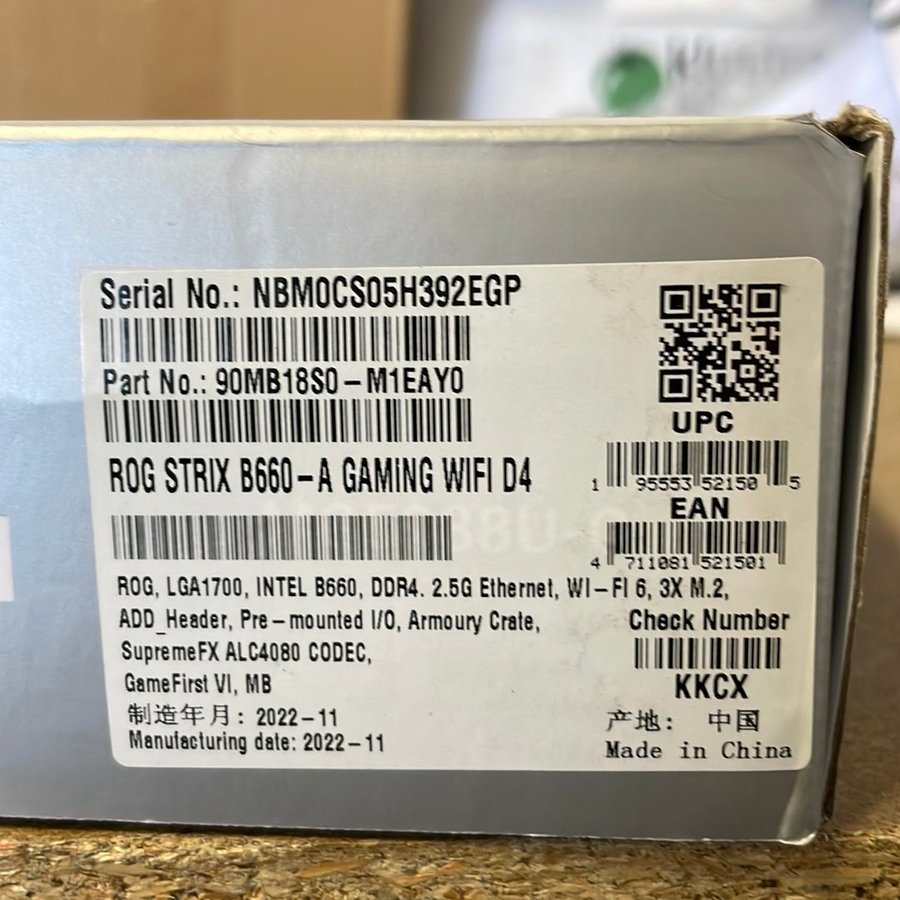 Serial No.: NBM0CS05H392EGP
Part No.: 90MB18S0-M1EAY0
ROG STRIX B660-A GAMING WIFI D4
ROG, LGA1700, INTEL B660, DDR4. 2.5G Ethernet, WI-FI 6, 3X M.2,
ADD_Header, Pre-mounted I/O, Armoury Crate,
SupremeFX ALC4080 CODEC,
GameFirst VI, MB
制造年月: 2022-11
Manufacturing date: 2022-11
UPC
1 95553 52150 5
EAN
4 711081 521501
Check Number
KKCX
产地: 中国
Made in China